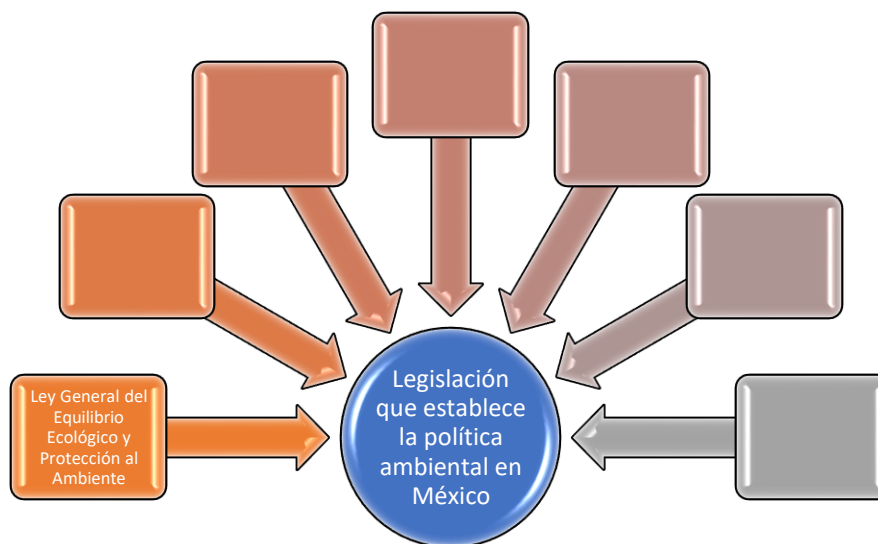 Ley General del
Equilibrio
Ecológico y
Protección al
Ambiente
Legislación
que establece
la política
ambiental en
México